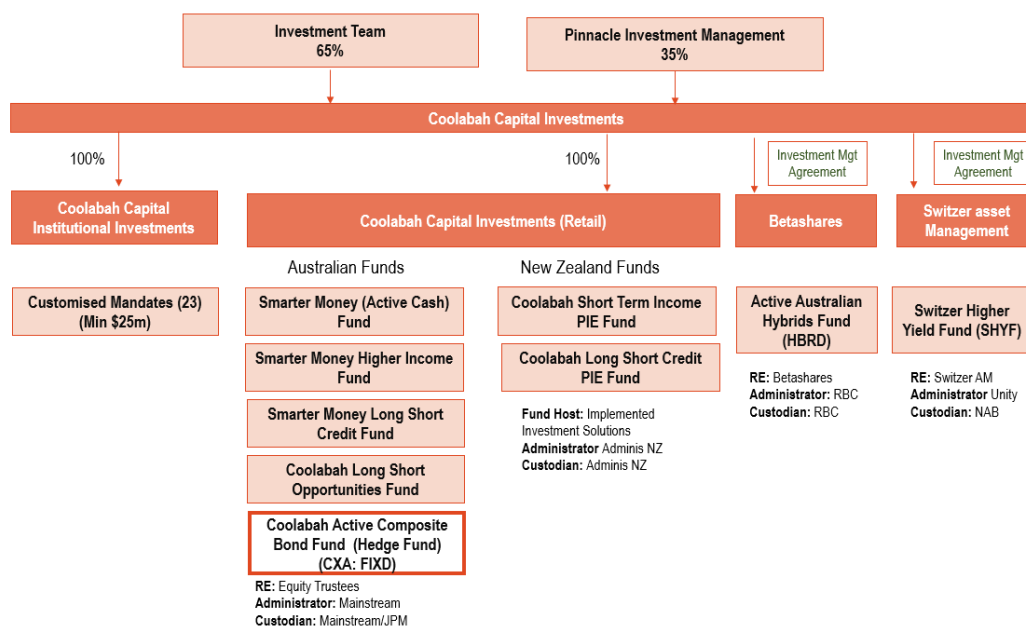 Investment Team
65%
Pinnacle Investment Management
35%
Coolabah Capital Investments
100%
100%
Investment Mgt
Agreement
Investment Mgt
Agreement
Coolabah Capital
Institutional Investments
Coolabah Capital Investments (Retail)
Betashares
Switzer asset
Management
Australian Funds
New Zealand Funds
Customised Mandates (23)
(Min $25m)
Smarter Money (Active Cash)
Fund
Smarter Money Higher Income
Fund
Smarter Money Long Short
Credit Fund
Coolabah Long Short
Opportunities Fund
Coolabah Active Composite
Bond Fund (Hedge Fund)
(CXA: FIXD)
RE: Equity Trustees
Administrator: Mainstream
Custodian: Mainstream/JPM
Coolabah Short Term Income
PIE Fund
Coolabah Long Short Credit
PIE Fund
Fund Host: Implemented
Investment Solutions
Administrator Adminis NZ
Custodian: Adminis NZ
Active Australian
Hybrids Fund
(HBRD)
RE: Betashares
Administrator: RBC
Custodian: RBC
Switzer Higher
Yield Fund (SHYF)
RE: Switzer AM
Administrator Unity
Custodian: NAB